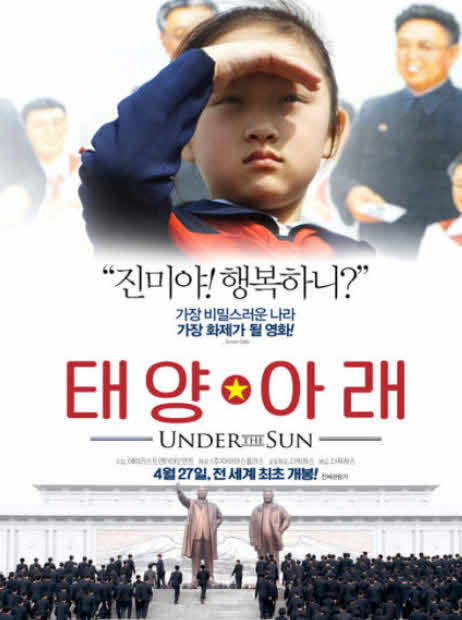 “진미야! 행복하니?”
가장 비밀스러운 나라
가장 화제가 될 영화!
태양아래
UNDER THE SUN
4월 27일, 전 세계 최초 개봉!